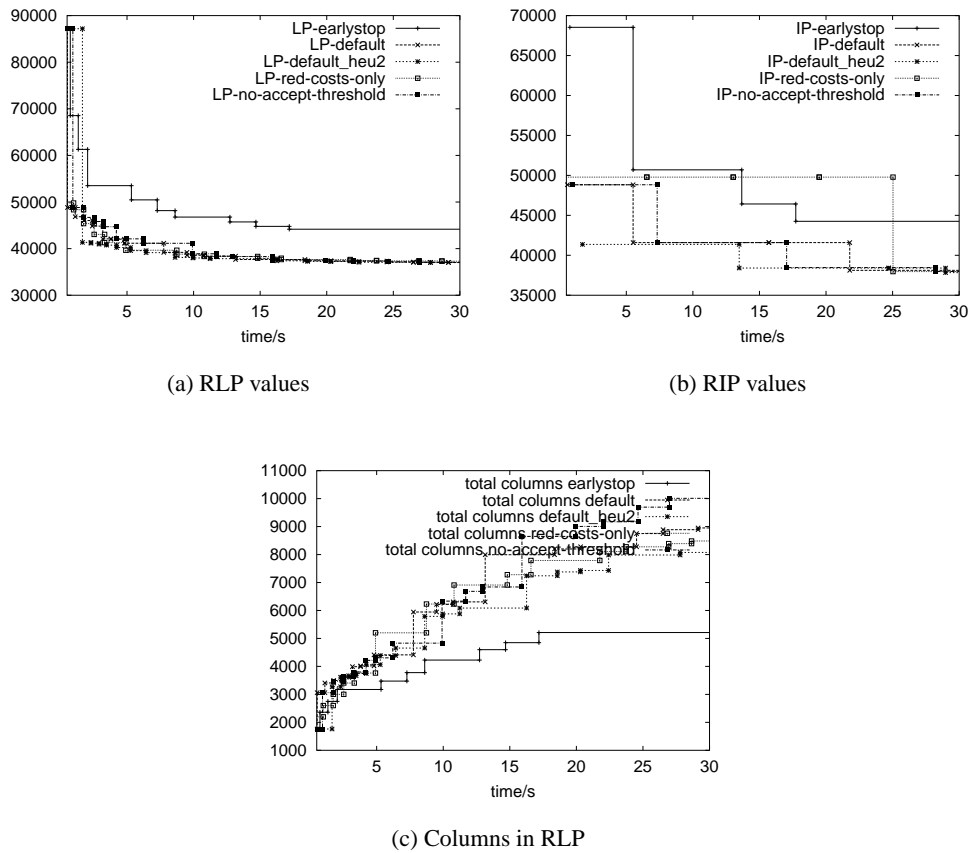 90000
80000
70000
60000
50000
40000
30000
LP-earlystop
LP-default
LP-default_heu2
LP-red-costs-only
LP-no-accept-threshold
5 10 15 20 25 30
time/s
(a) RLP values
70000
65000
60000
55000
50000
45000
40000
35000
IP-earlystop
IP-default
IP-default_heu2
IP-red-costs-only
IP-no-accept-threshold
5 10 15 20 25 30
time/s
(b) RIP values
11000
10000
9000
8000
7000
6000
5000
4000
3000
2000
1000
total columns earlystop
total columns default
total columns default_heu2
total columns red-costs-only
total columns no-accept-threshold
5 10 15 20 25 30
time/s
(c) Columns in RLP